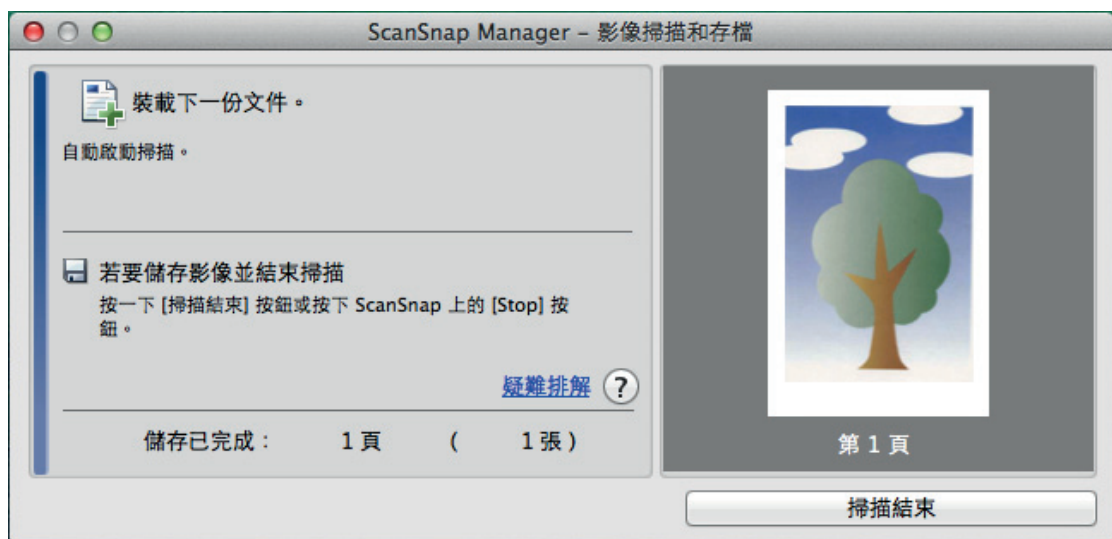 ScanSnap Manager – 影像掃描和存檔
裝載下一份文件。
自動啟動掃描。
若要儲存影像並結束掃描
按一下 [掃描結束] 按鈕或按下 ScanSnap 上的 [Stop] 按
鈕。
疑難排解 ?
儲存已完成： 1 頁 ( 1 張 )
第 1 頁
掃描結束